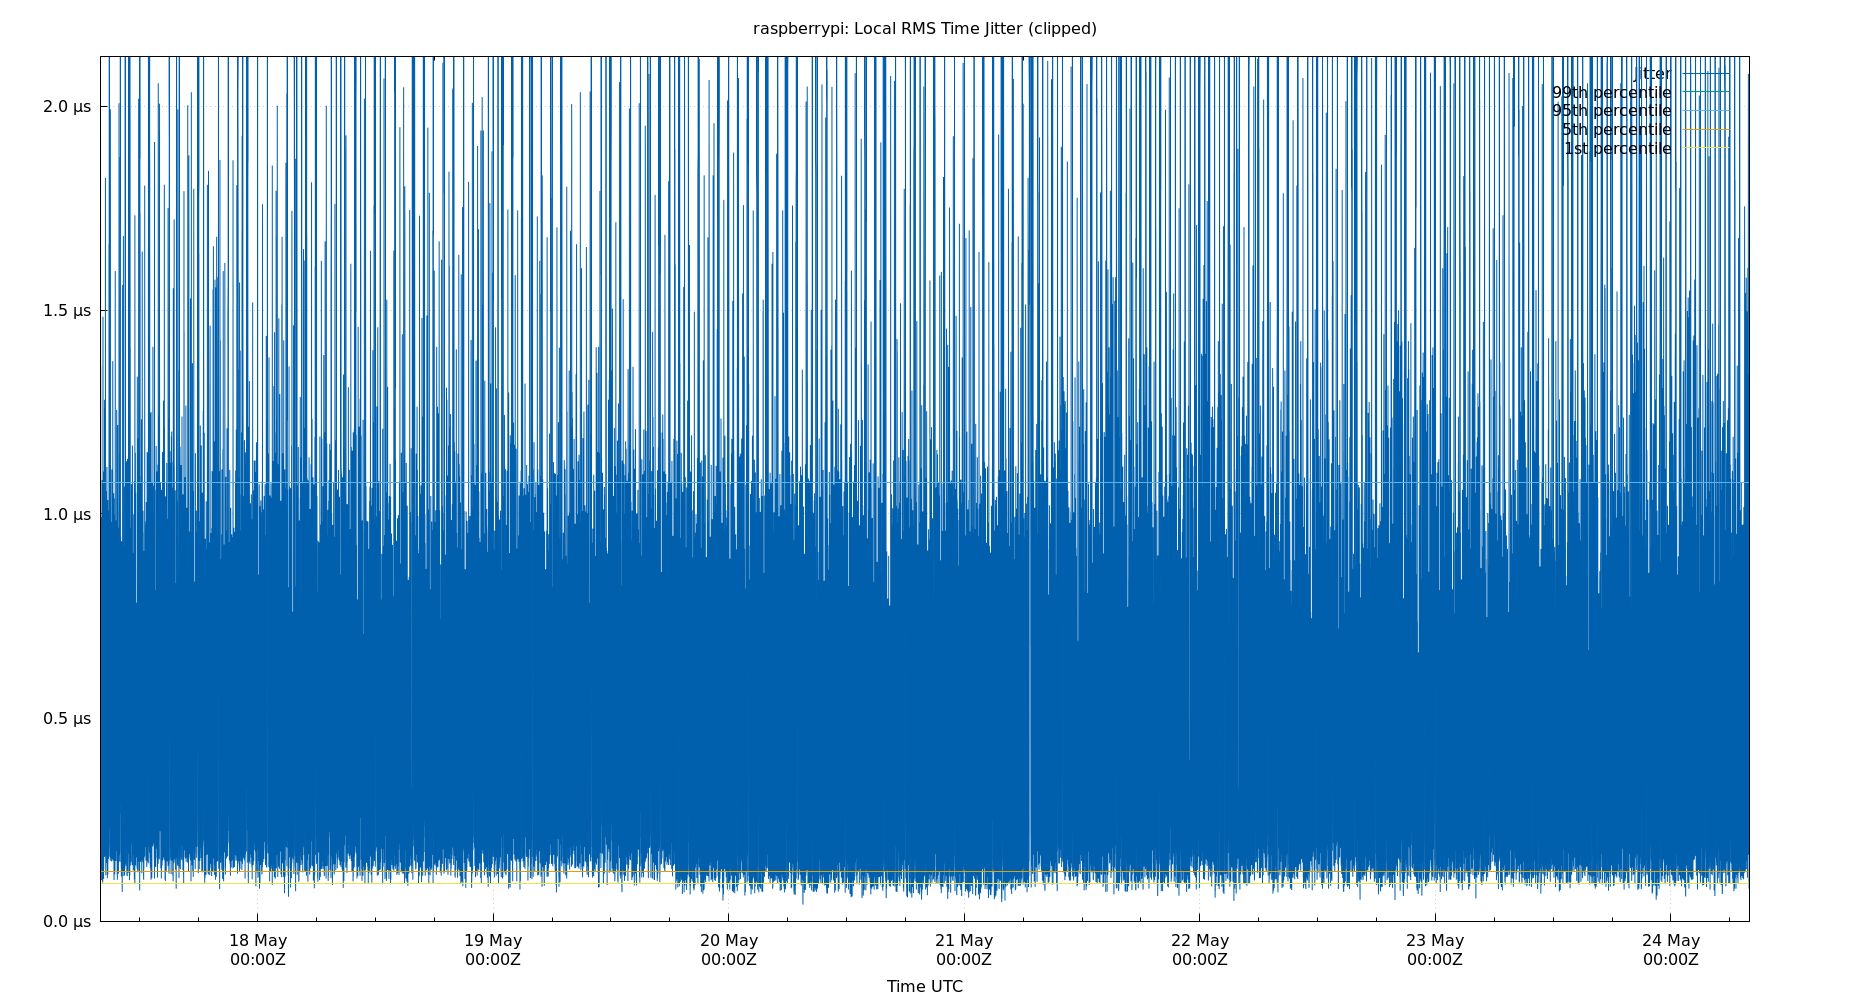 raspberrypi: Local RMS Time Jitter (clipped)
2.0 µs
1.5 µs
1.0 µs
0.5 µs
0.0 µs
Jitter
99th percentile
95th percentile
5th percentile
1st percentile
18 May
00:00Z
19 May
00:00Z
20 May
00:00Z
21 May
00:00Z
22 May
00:00Z
23 May
00:00Z
24 May
00:00Z
Time UTC